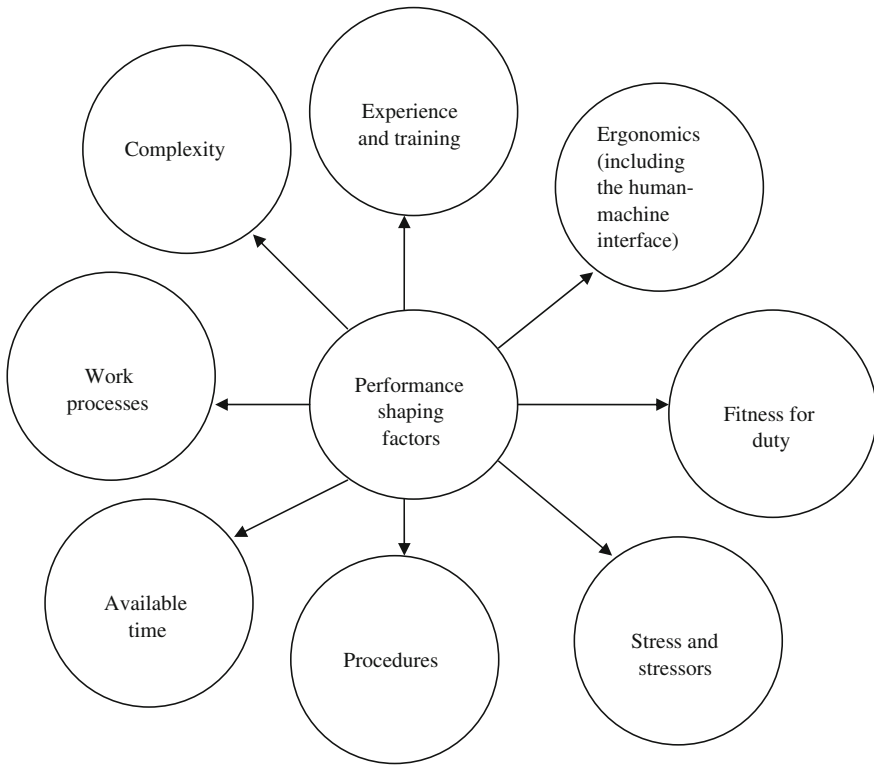 Experience
and training
Complexity
Ergonomics
(including
the human-
machine
interface)
Work
processes
Performance
shaping
factors
Fitness for
duty
Available
time
Procedures
Stress and
stressors